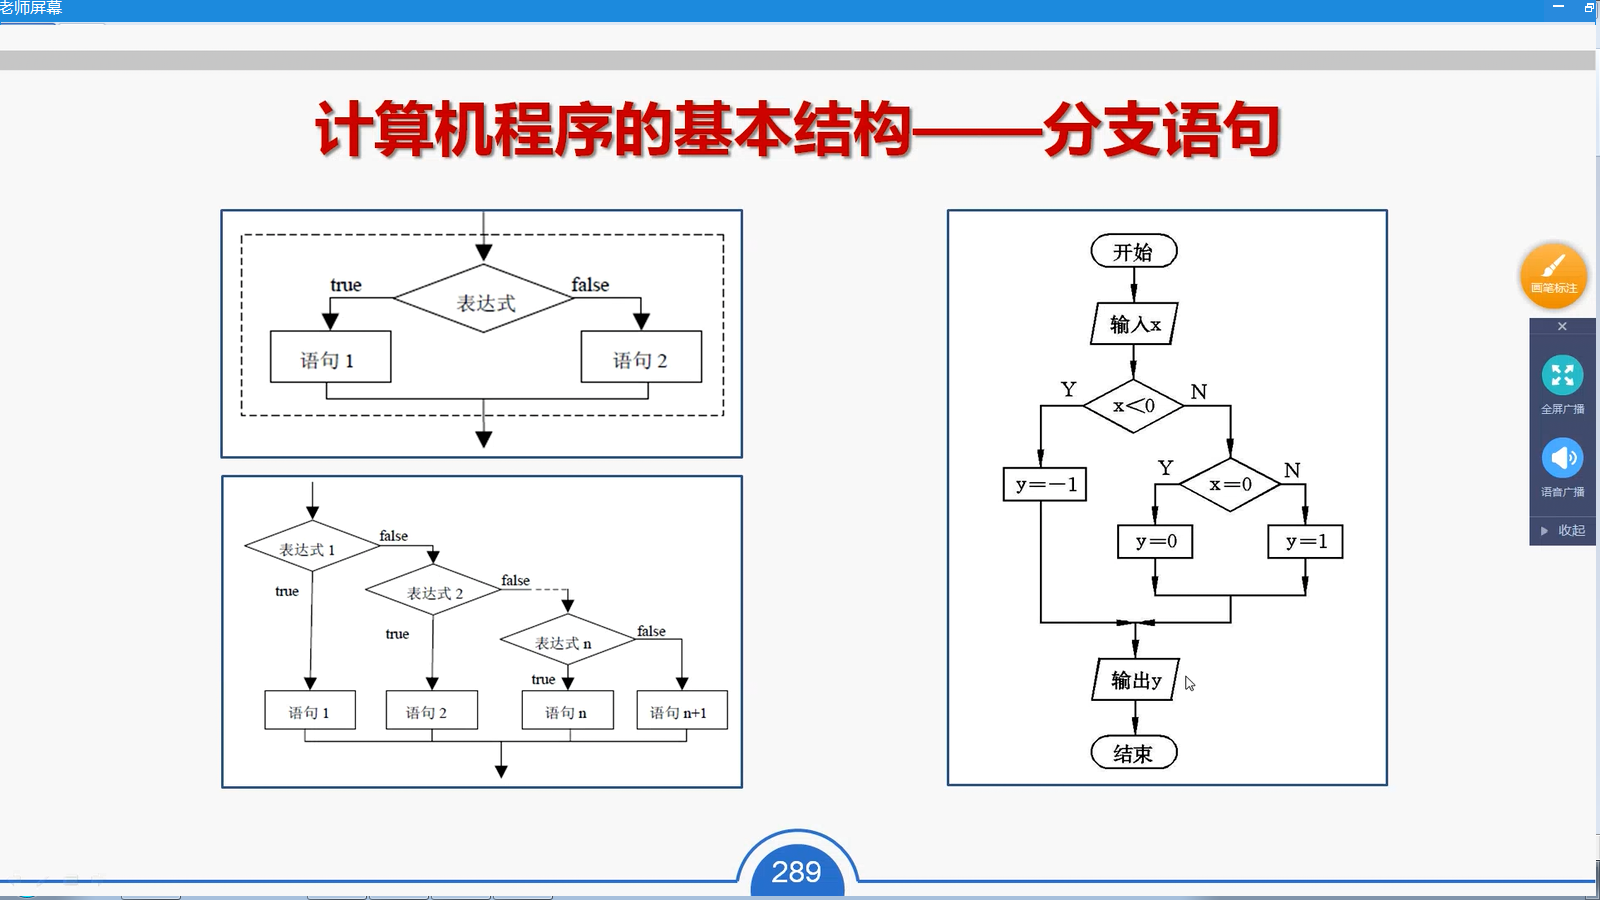 老师屏幕
计算机程序的基本结构——分支语句
true
false
表达式
语句 1
语句 2
表达式 1
false
true
表达式 2
false
true
表达式 n
false
true
语句 1
语句 2
语句 n
语句 n+1
开始
输入x
Y
N
x<0
y=-1
Y
N
x=0
y=0
y=1
输出y
结束
画笔标注
全屏广播
语音广播
收起
289